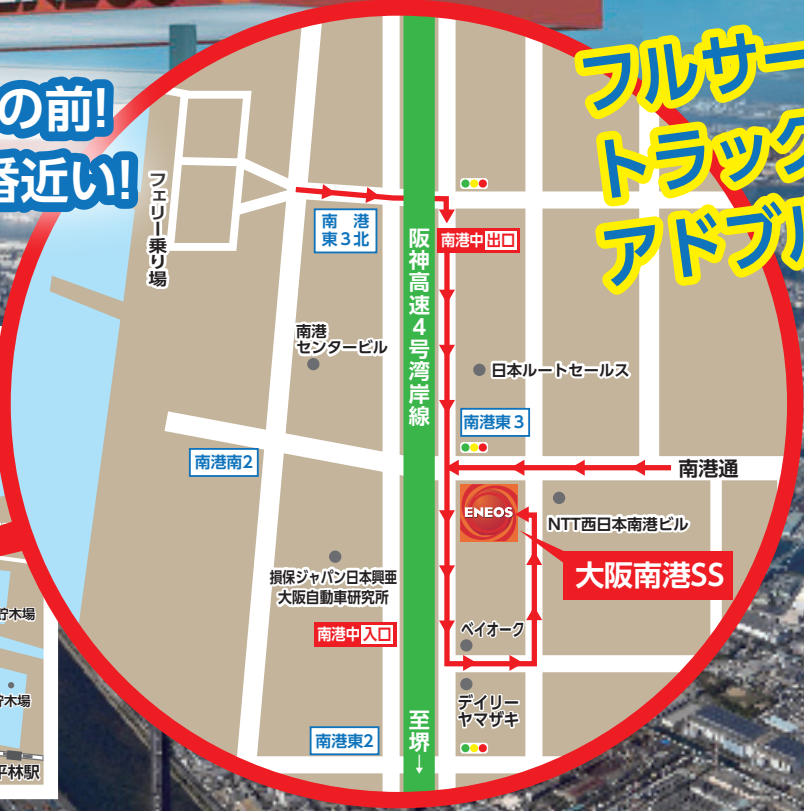 の前!
番近い!
フルサー
トラック
アドブル
フェリー乗り場
南 港
東3北
阪神高速4号湾岸線
南港中出口
南港
センタービル
日本ルートセールス
南港東3
南港南2
南港通
ENEOS
NTT西日本南港ビル
大阪南港SS
損保ジャパン日本興亜
大阪自動車研究所
南港中入口
ベイオーク
デイリー
ヤマザキ
南港東2
至堺↓
貯木場
貯木場
平林駅